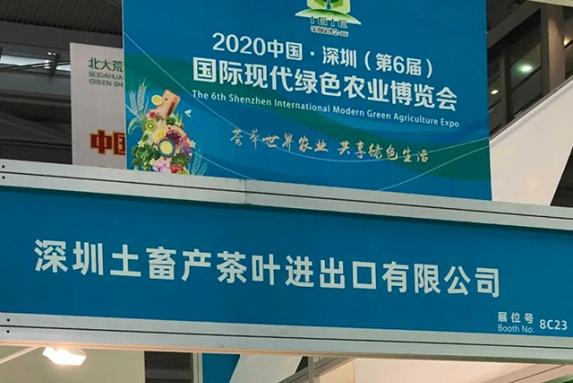 2020中国·深圳（第6届）
国际现代绿色农业博览会
The 6th Shenzhen International Modern Green Agriculture Expo
荟萃世界农业 共享绿色生活
北大荒
中国
深圳土畜产茶叶进出口有限公司
展位号
Booth No. 8C23